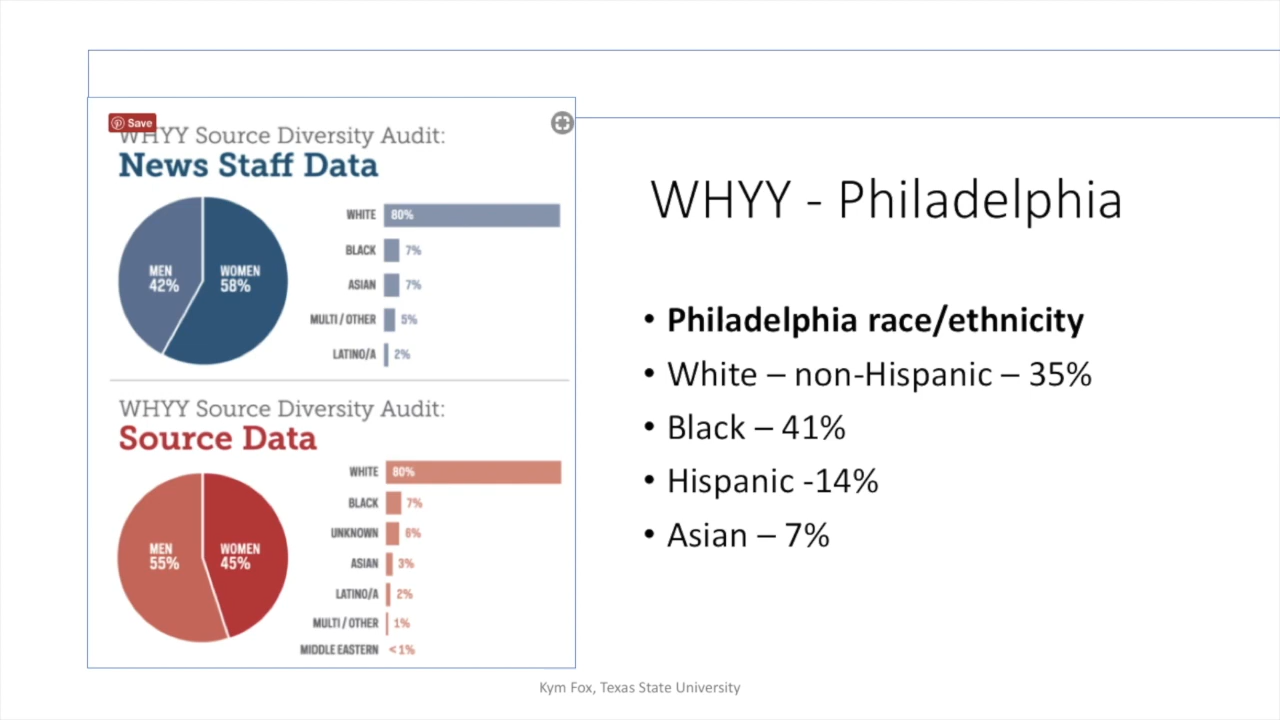 Save
WHYY Source Diversity Audit:
News Staff Data
MEN
42%
WOMEN
58%
WHITE 80%
BLACK 7%
ASIAN 7%
MULTI / OTHER 5%
LATINO/A 2%
WHYY Source Diversity Audit:
Source Data
MEN
55%
WOMEN
45%
WHITE 80%
BLACK 7%
UNKNOWN 6%
ASIAN 3%
LATINO/A 2%
MULTI / OTHER 1%
MIDDLE EASTERN <1%
WHYY - Philadelphia
• Philadelphia race/ethnicity
• White – non-Hispanic – 35%
• Black – 41%
• Hispanic -14%
• Asian – 7%
Kym Fox, Texas State University